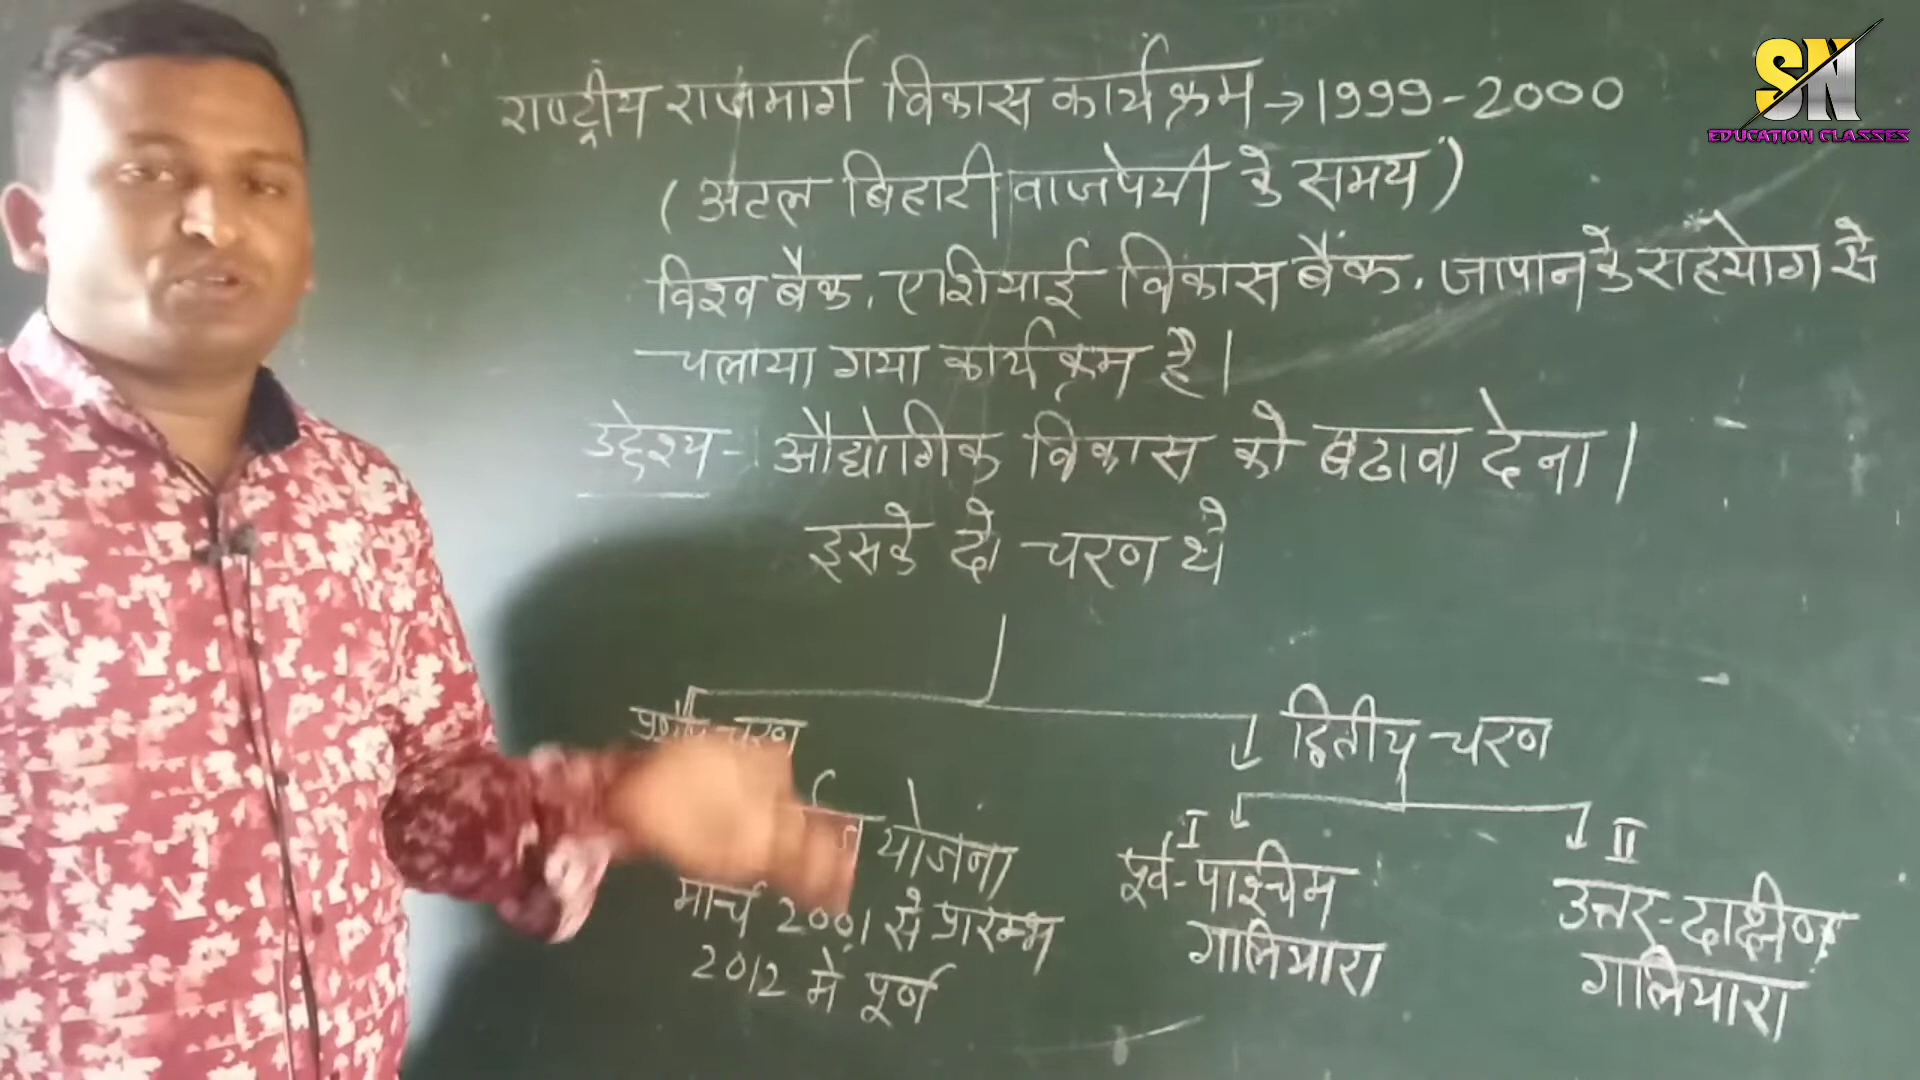 राष्ट्रीय राजमार्ग विकास कार्यक्रम → 1999-2000
(अटल बिहारी वाजपेयी के समय)
विश्व बैंक, एशियाई विकास बैंक, जापान के सहयोग से
चलाया गया कार्यक्रम है।
उद्देश्य - औद्योगिक विकास को बढावा देना।
इसके दो चरण थे
चरण
द्वितीय चरण
योजना
मार्च 2001 से प्रारम्भ
2012 में पूर्ण
I
पूर्व-पश्चिम
गलियारा
II
उत्तर-दक्षिण
गलियारा
SN
EDUCATION CLASSES